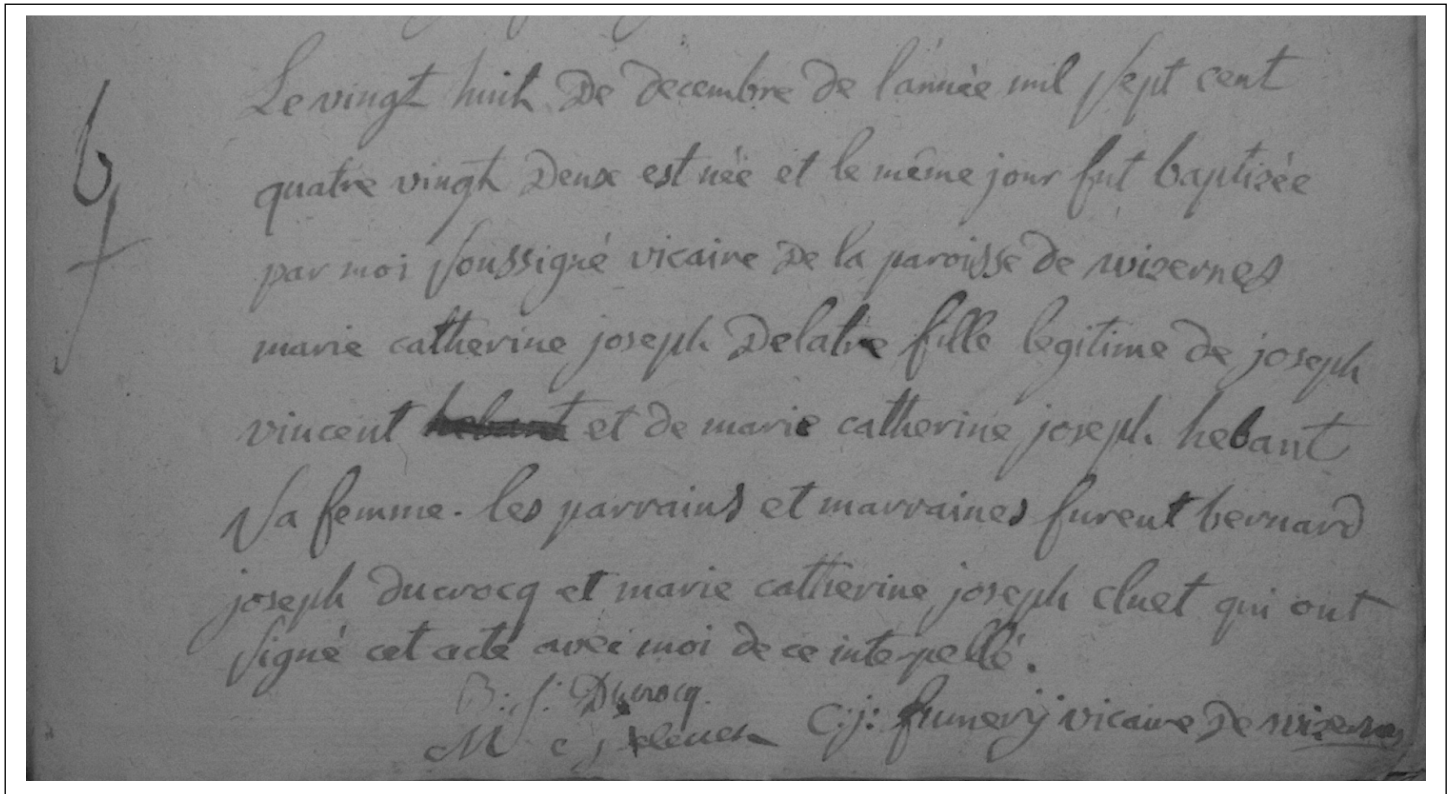 Le vingt huit De decembre de l'année mil sept cent
quatre vingt Deux est née et le même jour fut baptisée
par moi soussigné vicaire De la paroisse de wizernes
marie catherine joseph Delatre fille legitime de joseph
vincent hebant et de marie catherine joseph hebant
sa femme. les parrains et marraines furent bernard
joseph ducrocq et marie catherine joseph cluet qui ont
signé cet acte avec moi de ce interpellé.
B: j: Ducrocq
M c j C: j: funery vicaire De wizernes